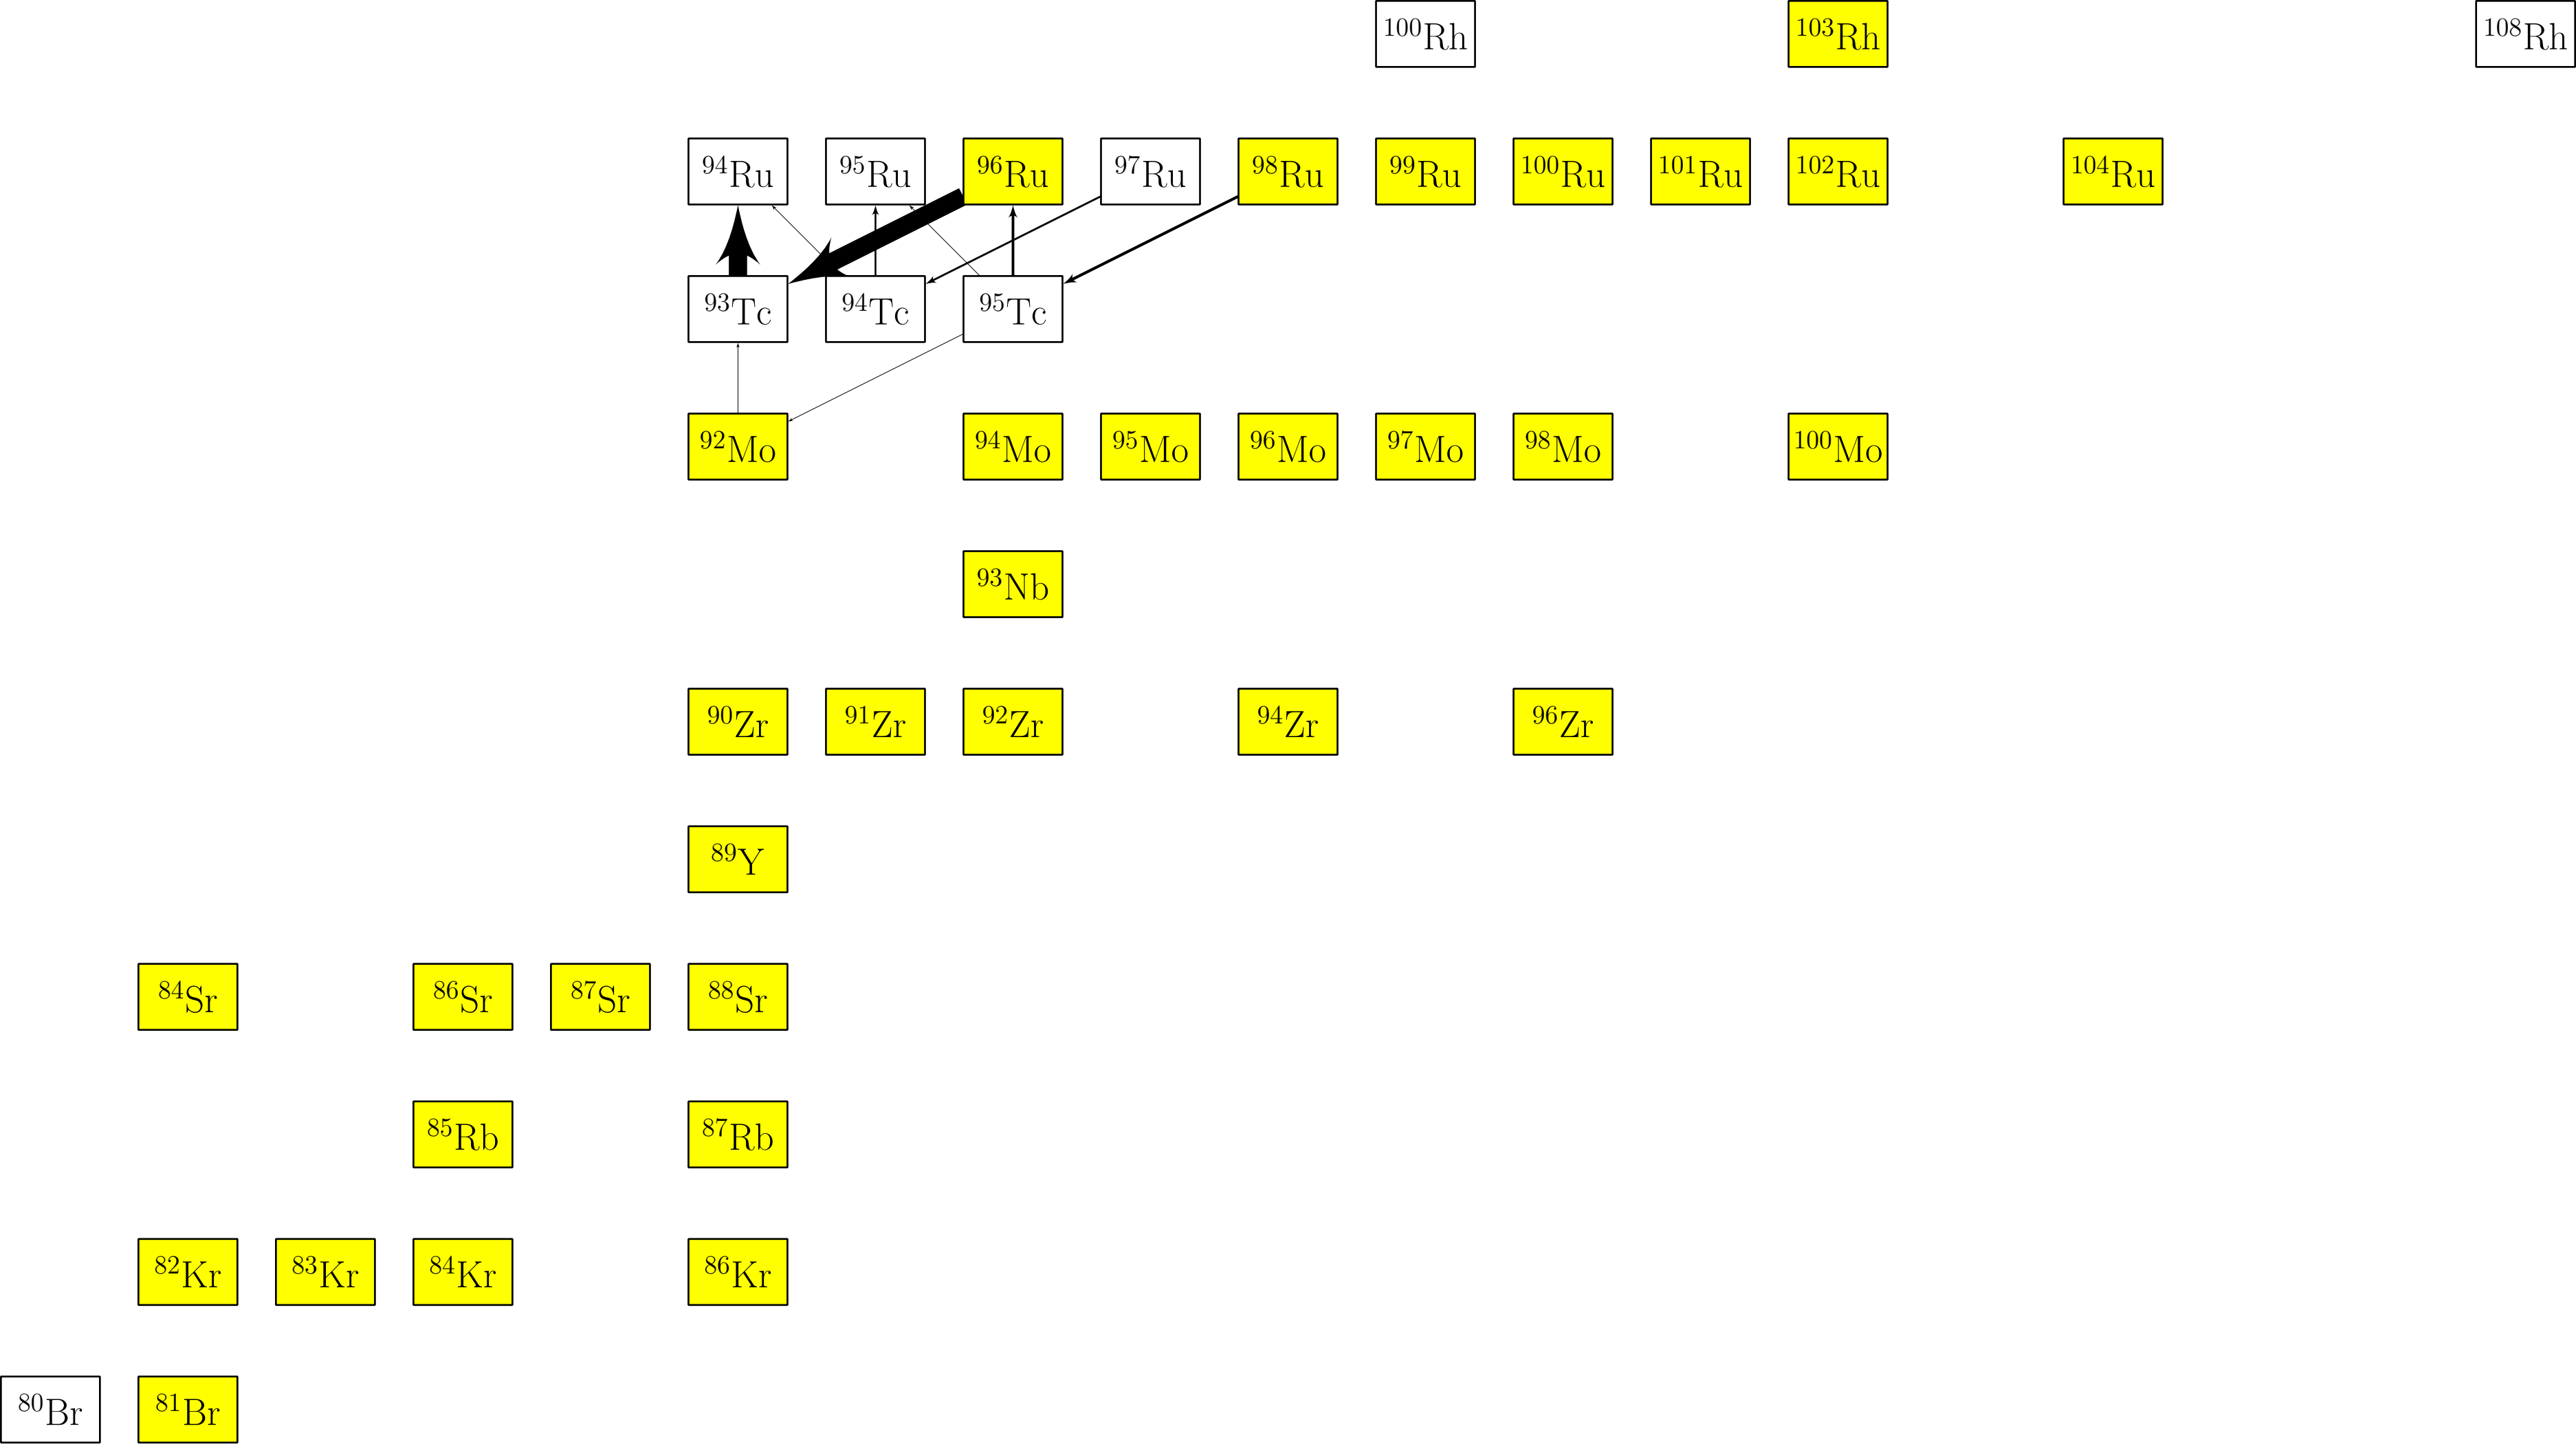 ¹⁰⁰Rh ¹⁰³Rh ¹⁰⁸Rh
⁹⁴Ru ⁹⁵Ru ⁹⁶Ru ⁹⁷Ru ⁹⁸Ru ⁹⁹Ru ¹⁰⁰Ru ¹⁰¹Ru ¹⁰²Ru ¹⁰⁴Ru
⁹³Tc ⁹⁴Tc ⁹⁵Tc
⁹²Mo ⁹⁴Mo ⁹⁵Mo ⁹⁶Mo ⁹⁷Mo ⁹⁸Mo ¹⁰⁰Mo
⁹³Nb
⁹⁰Zr ⁹¹Zr ⁹²Zr ⁹⁴Zr ⁹⁶Zr
⁸⁹Y
⁸⁴Sr ⁸⁶Sr ⁸⁷Sr ⁸⁸Sr
⁸⁵Rb ⁸⁷Rb
⁸²Kr ⁸³Kr ⁸⁴Kr ⁸⁶Kr
⁸⁰Br ⁸¹Br